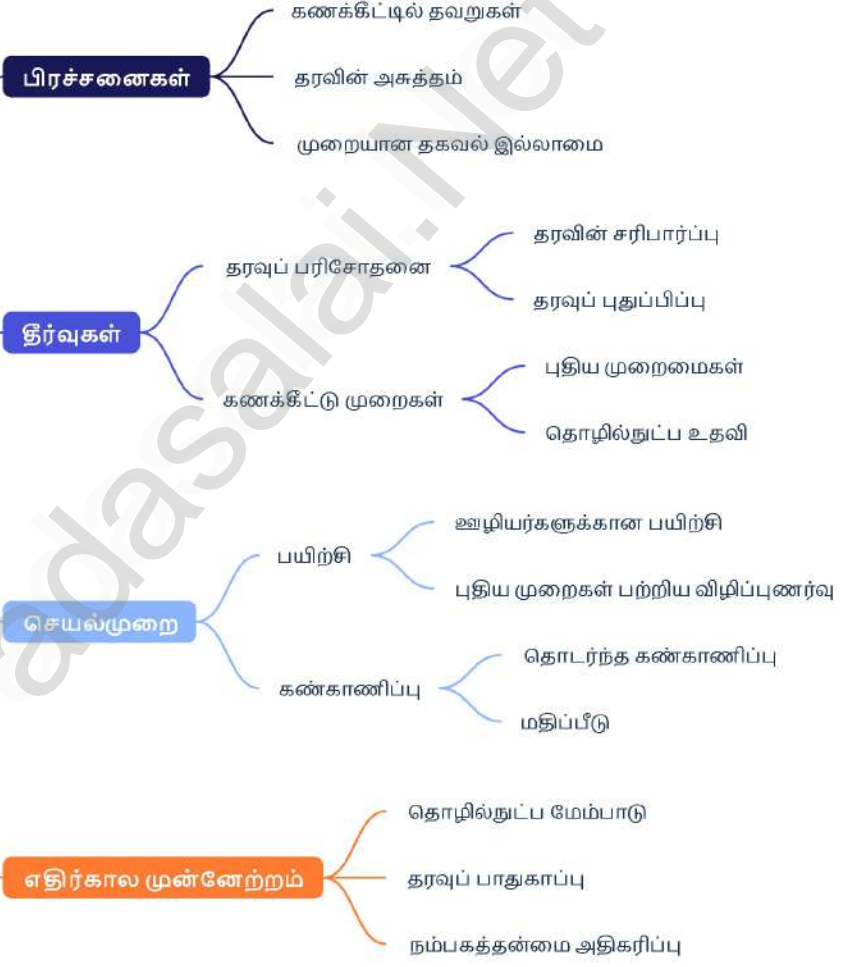 கணக்கீட்டில் தவறுகள்
பிரச்சனைகள்
தரவின் அசுத்தம்
முறையான தகவல் இல்லாமை
தரவின் சரிபார்ப்பு
தரவுப் பரிசோதனை
தரவுப் புதுப்பிப்பு
தீர்வுகள்
புதிய முறைமைகள்
கணக்கீட்டு முறைகள்
தொழில்நுட்ப உதவி
ஊழியர்களுக்கான பயிற்சி
பயிற்சி
புதிய முறைகள் பற்றிய விழிப்புணர்வு
செயல்முறை
தொடர்ந்த கண்காணிப்பு
கண்காணிப்பு
மதிப்பீடு
தொழில்நுட்ப மேம்பாடு
எதிர்கால முன்னேற்றம்
தரவுப் பாதுகாப்பு
நம்பகத்தன்மை அதிகரிப்பு
adasalai.Net